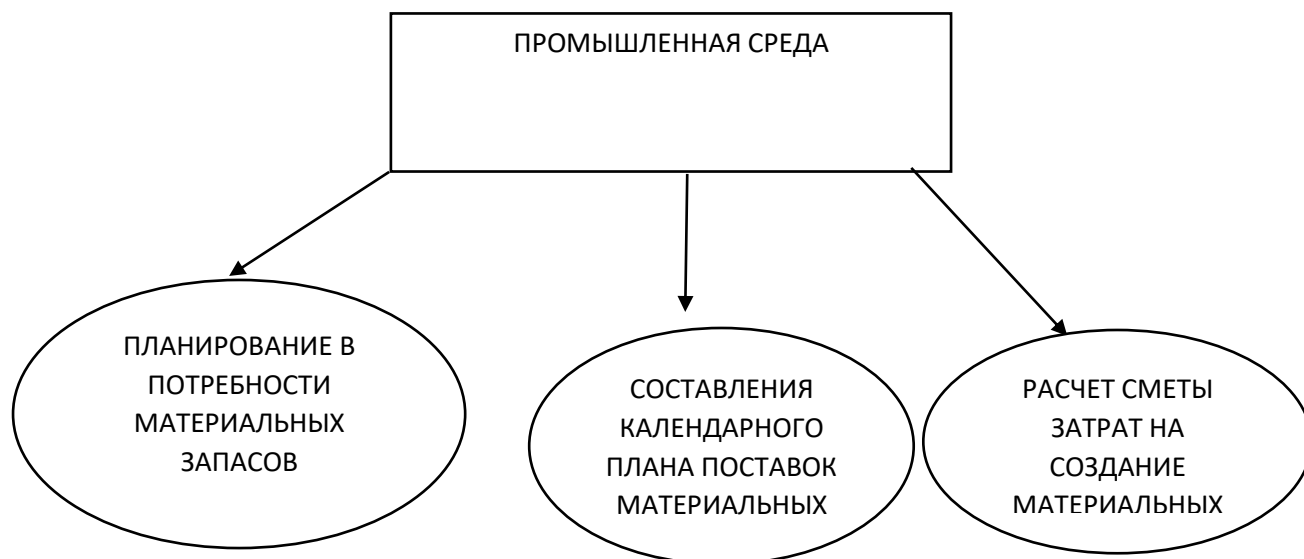 ПРОМЫШЛЕННАЯ СРЕДА
ПЛАНИРОВАНИЕ В
ПОТРЕБНОСТИ
МАТЕРИАЛЬНЫХ
ЗАПАСОВ
СОСТАВЛЕНИЯ
КАЛЕНДАРНОГО
ПЛАНА ПОСТАВОК
МАТЕРИАЛЬНЫХ
РАСЧЕТ СМЕТЫ
ЗАТРАТ НА
СОЗДАНИЕ
МАТЕРИАЛЬНЫХ